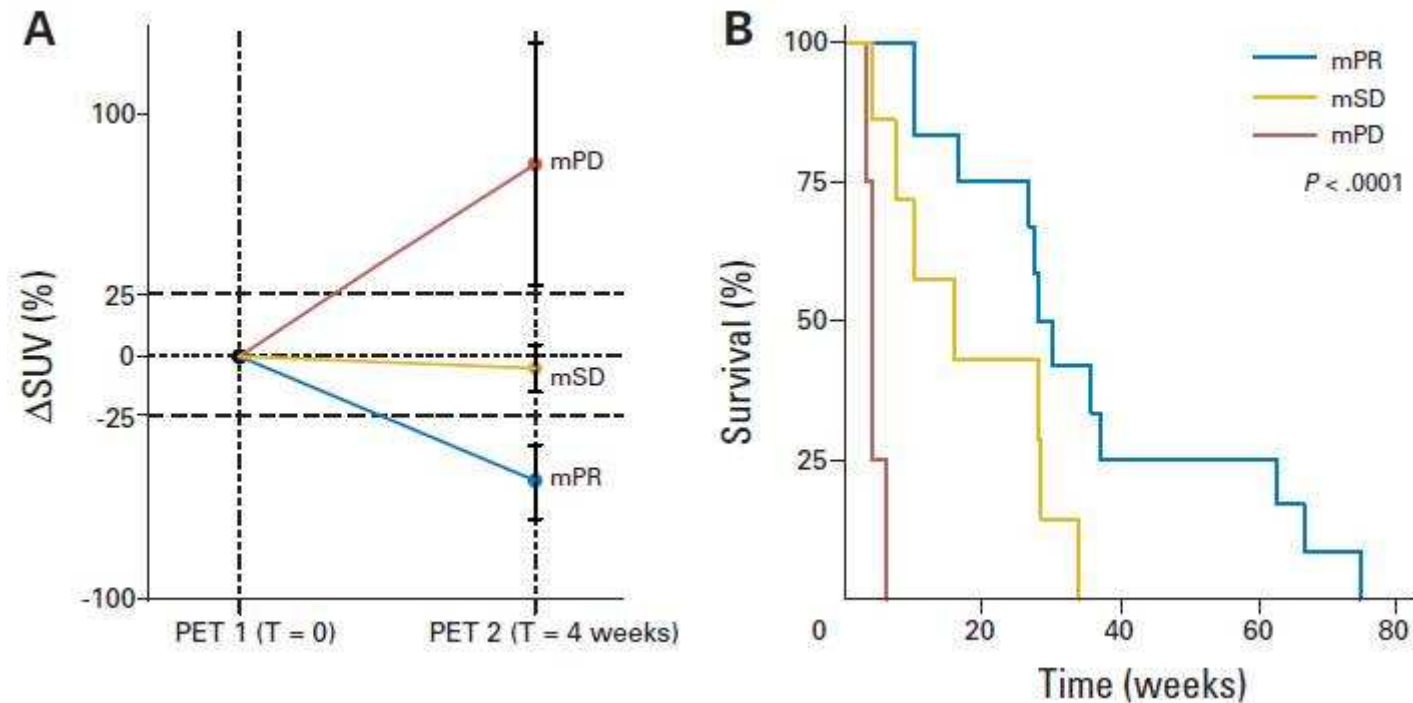 A
ΔSUV (%)
100
25
0
-25
-100
mPD
mSD
mPR
PET 1 (T = 0)
PET 2 (T = 4 weeks)
B
Survival (%)
100
75
50
25
0
20
40
60
80
Time (weeks)
mPR
mSD
mPD
P < .0001